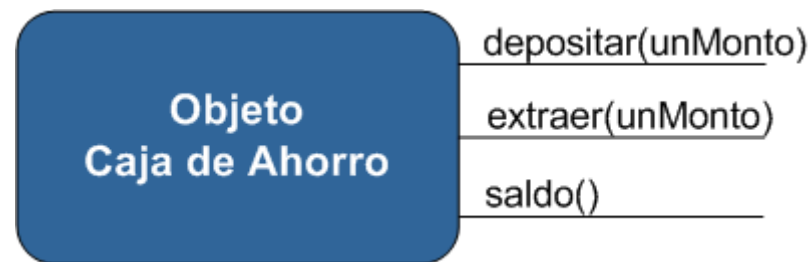 Objeto
Caja de Ahorro
depositar(unMonto)
extraer(unMonto)
saldo()